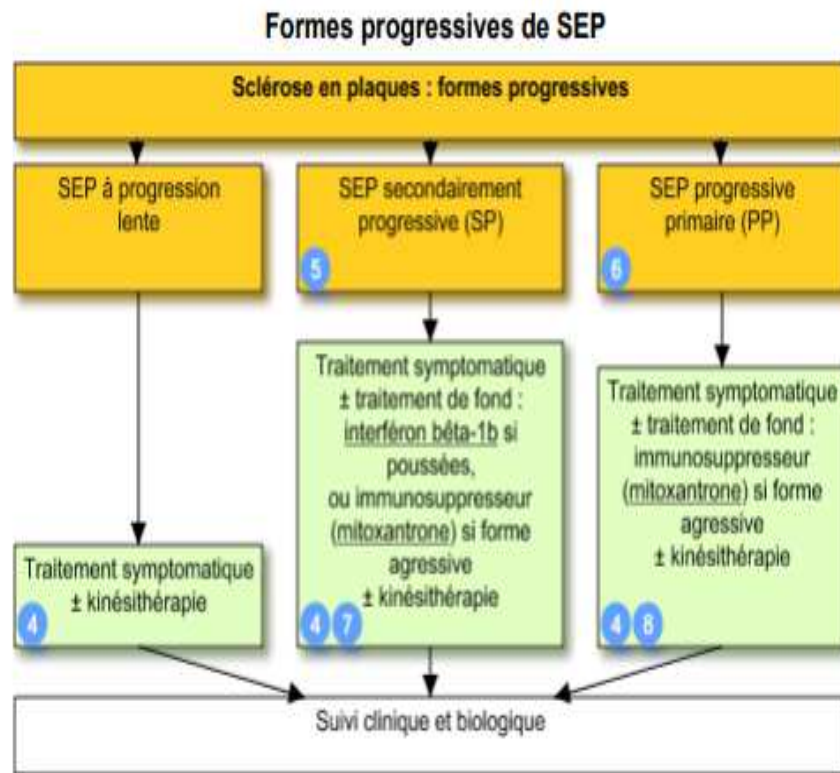 Formes progressives de SEP
Sclérose en plaques : formes progressives
SEP à progression
lente
SEP secondairement
progressive (SP)
5
SEP progressive
primaire (PP)
6
Traitement symptomatique
± kinésithérapie
4
Traitement symptomatique
± traitement de fond :
interféron bêta-1b si
poussées,
ou immunosuppresseur
(mitoxantrone) si forme
agressive
± kinésithérapie
4 7
Traitement symptomatique
± traitement de fond :
immunosuppresseur
(mitoxantrone) si forme
agressive
± kinésithérapie
4 8
Suivi clinique et biologique